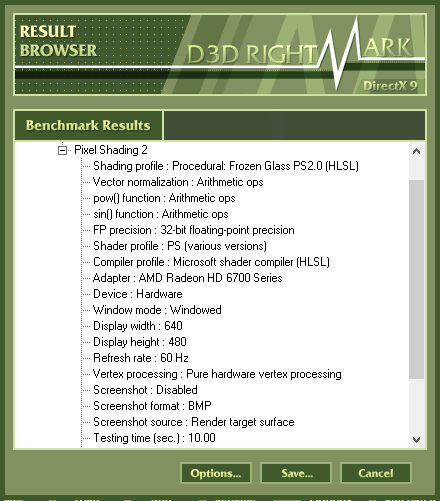 RESULT
BROWSER
D3D RIGHTMARK
DirectX 9
Benchmark Results
Pixel Shading 2
Shading profile : Procedural: Frozen Glass PS2.0 (HLSL)
Vector normalization : Arithmetic ops
pow() function : Arithmetic ops
sin() function : Arithmetic ops
FP precision : 32-bit floating-point precision
Shader profile : PS (various versions)
Compiler profile : Microsoft shader compiler (HLSL)
Adapter : AMD Radeon HD 6700 Series
Device : Hardware
Window mode : Windowed
Display width : 640
Display height : 480
Refresh rate : 60 Hz
Vertex processing : Pure hardware vertex processing
Screenshot : Disabled
Screenshot format : BMP
Screenshot source : Render target surface
Testing time (sec.) : 10.00
Options... Save... Cancel